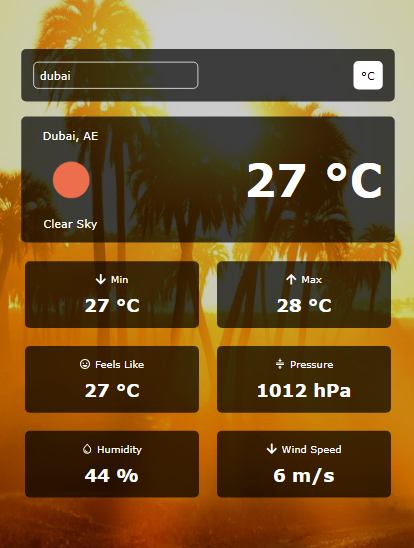 dubai
°C
Dubai, AE
27 °C
Clear Sky
Min
27 °C
Max
28 °C
Feels Like
27 °C
Pressure
1012 hPa
Humidity
44 %
Wind Speed
6 m/s